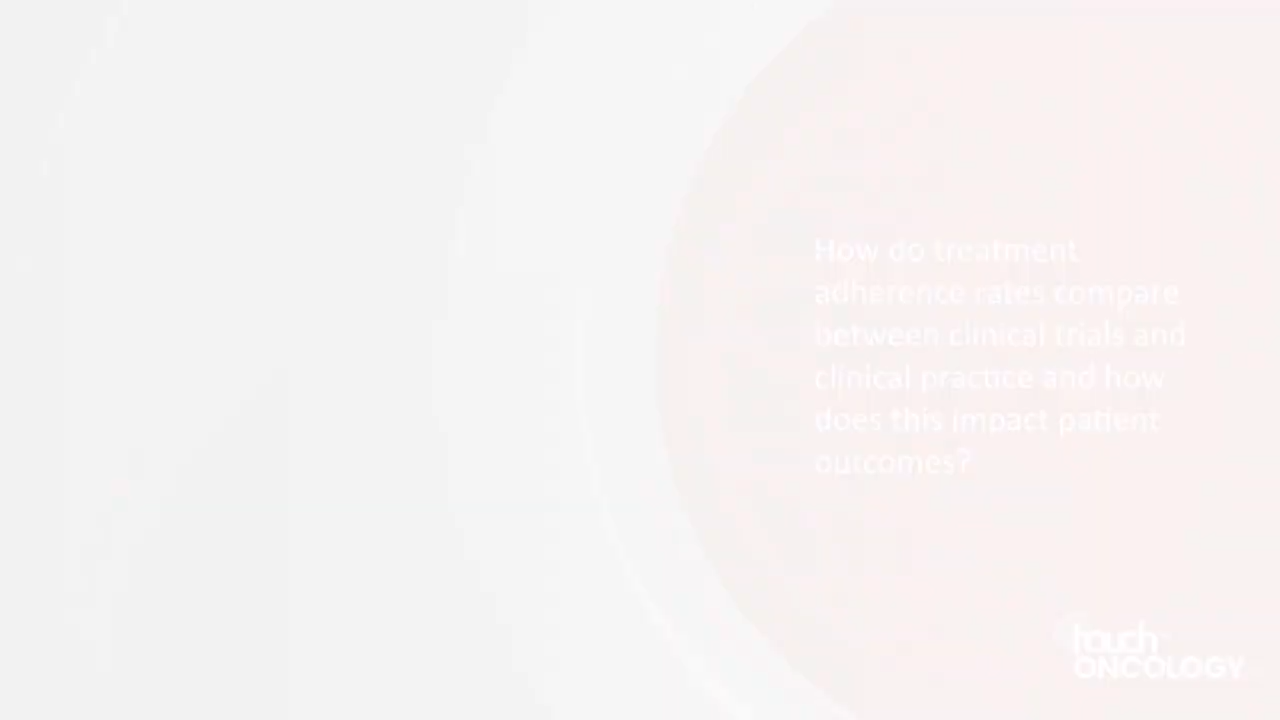 How do treatment
adherence rates compare
between clinical trials and
clinical practice and how
does this impact patient
outcomes?
touch
ONCOLOGY